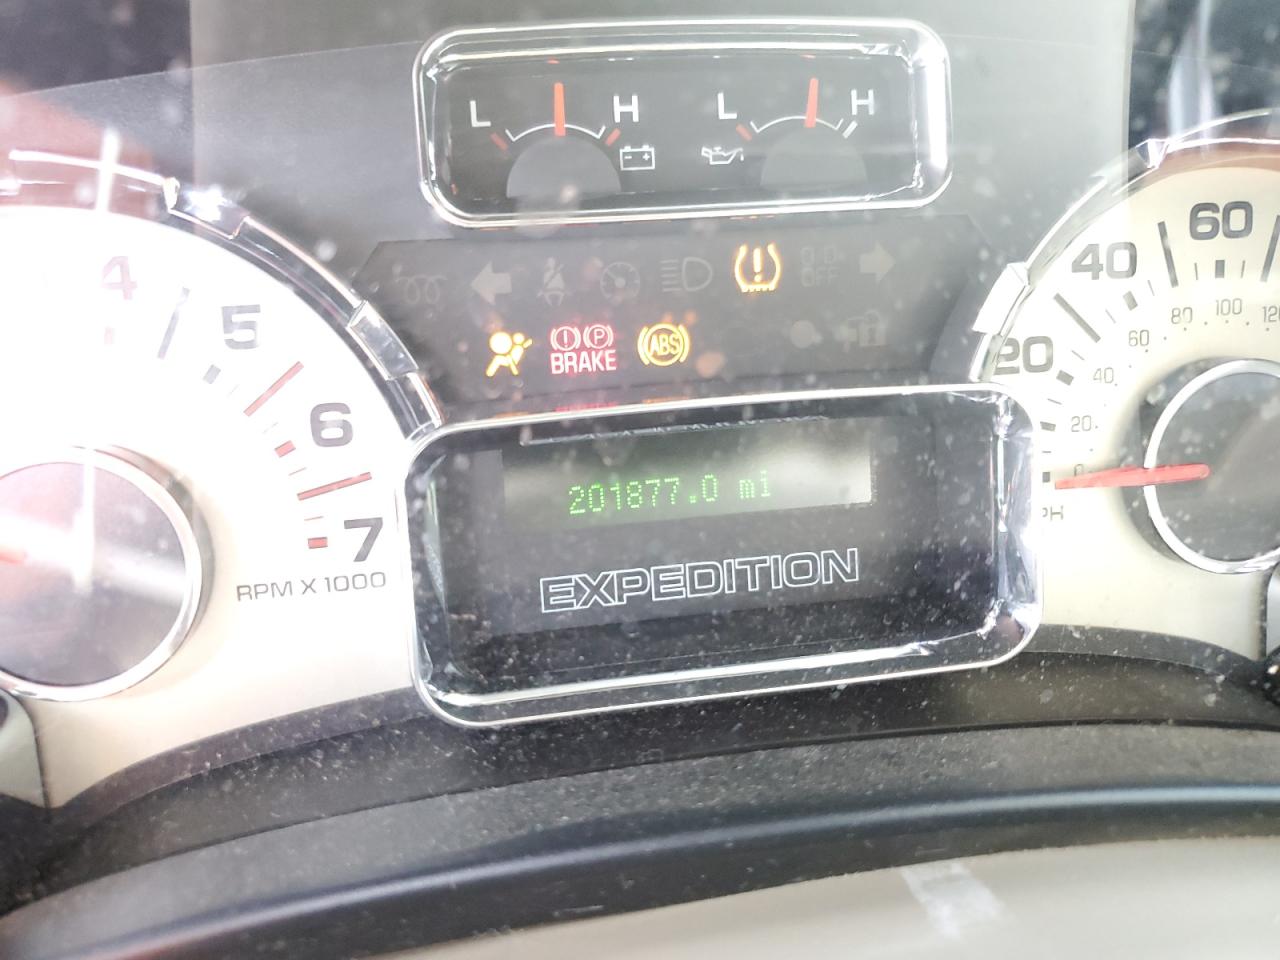 L H L H
4 5 6 7
RPM X 1000
OFF
BRAKE
ABS
P
201877.0 mi
EXPEDITION
20 40 60
0 20 40 60 80 100